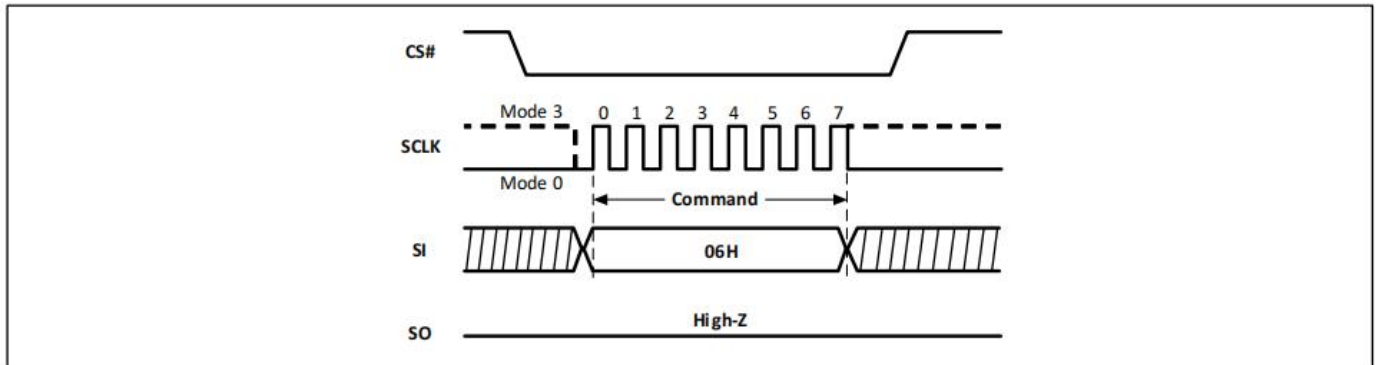 CS#
Mode 3 0 1 2 3 4 5 6 7
SCLK
Mode 0
Command
SI 06H
High-Z
SO